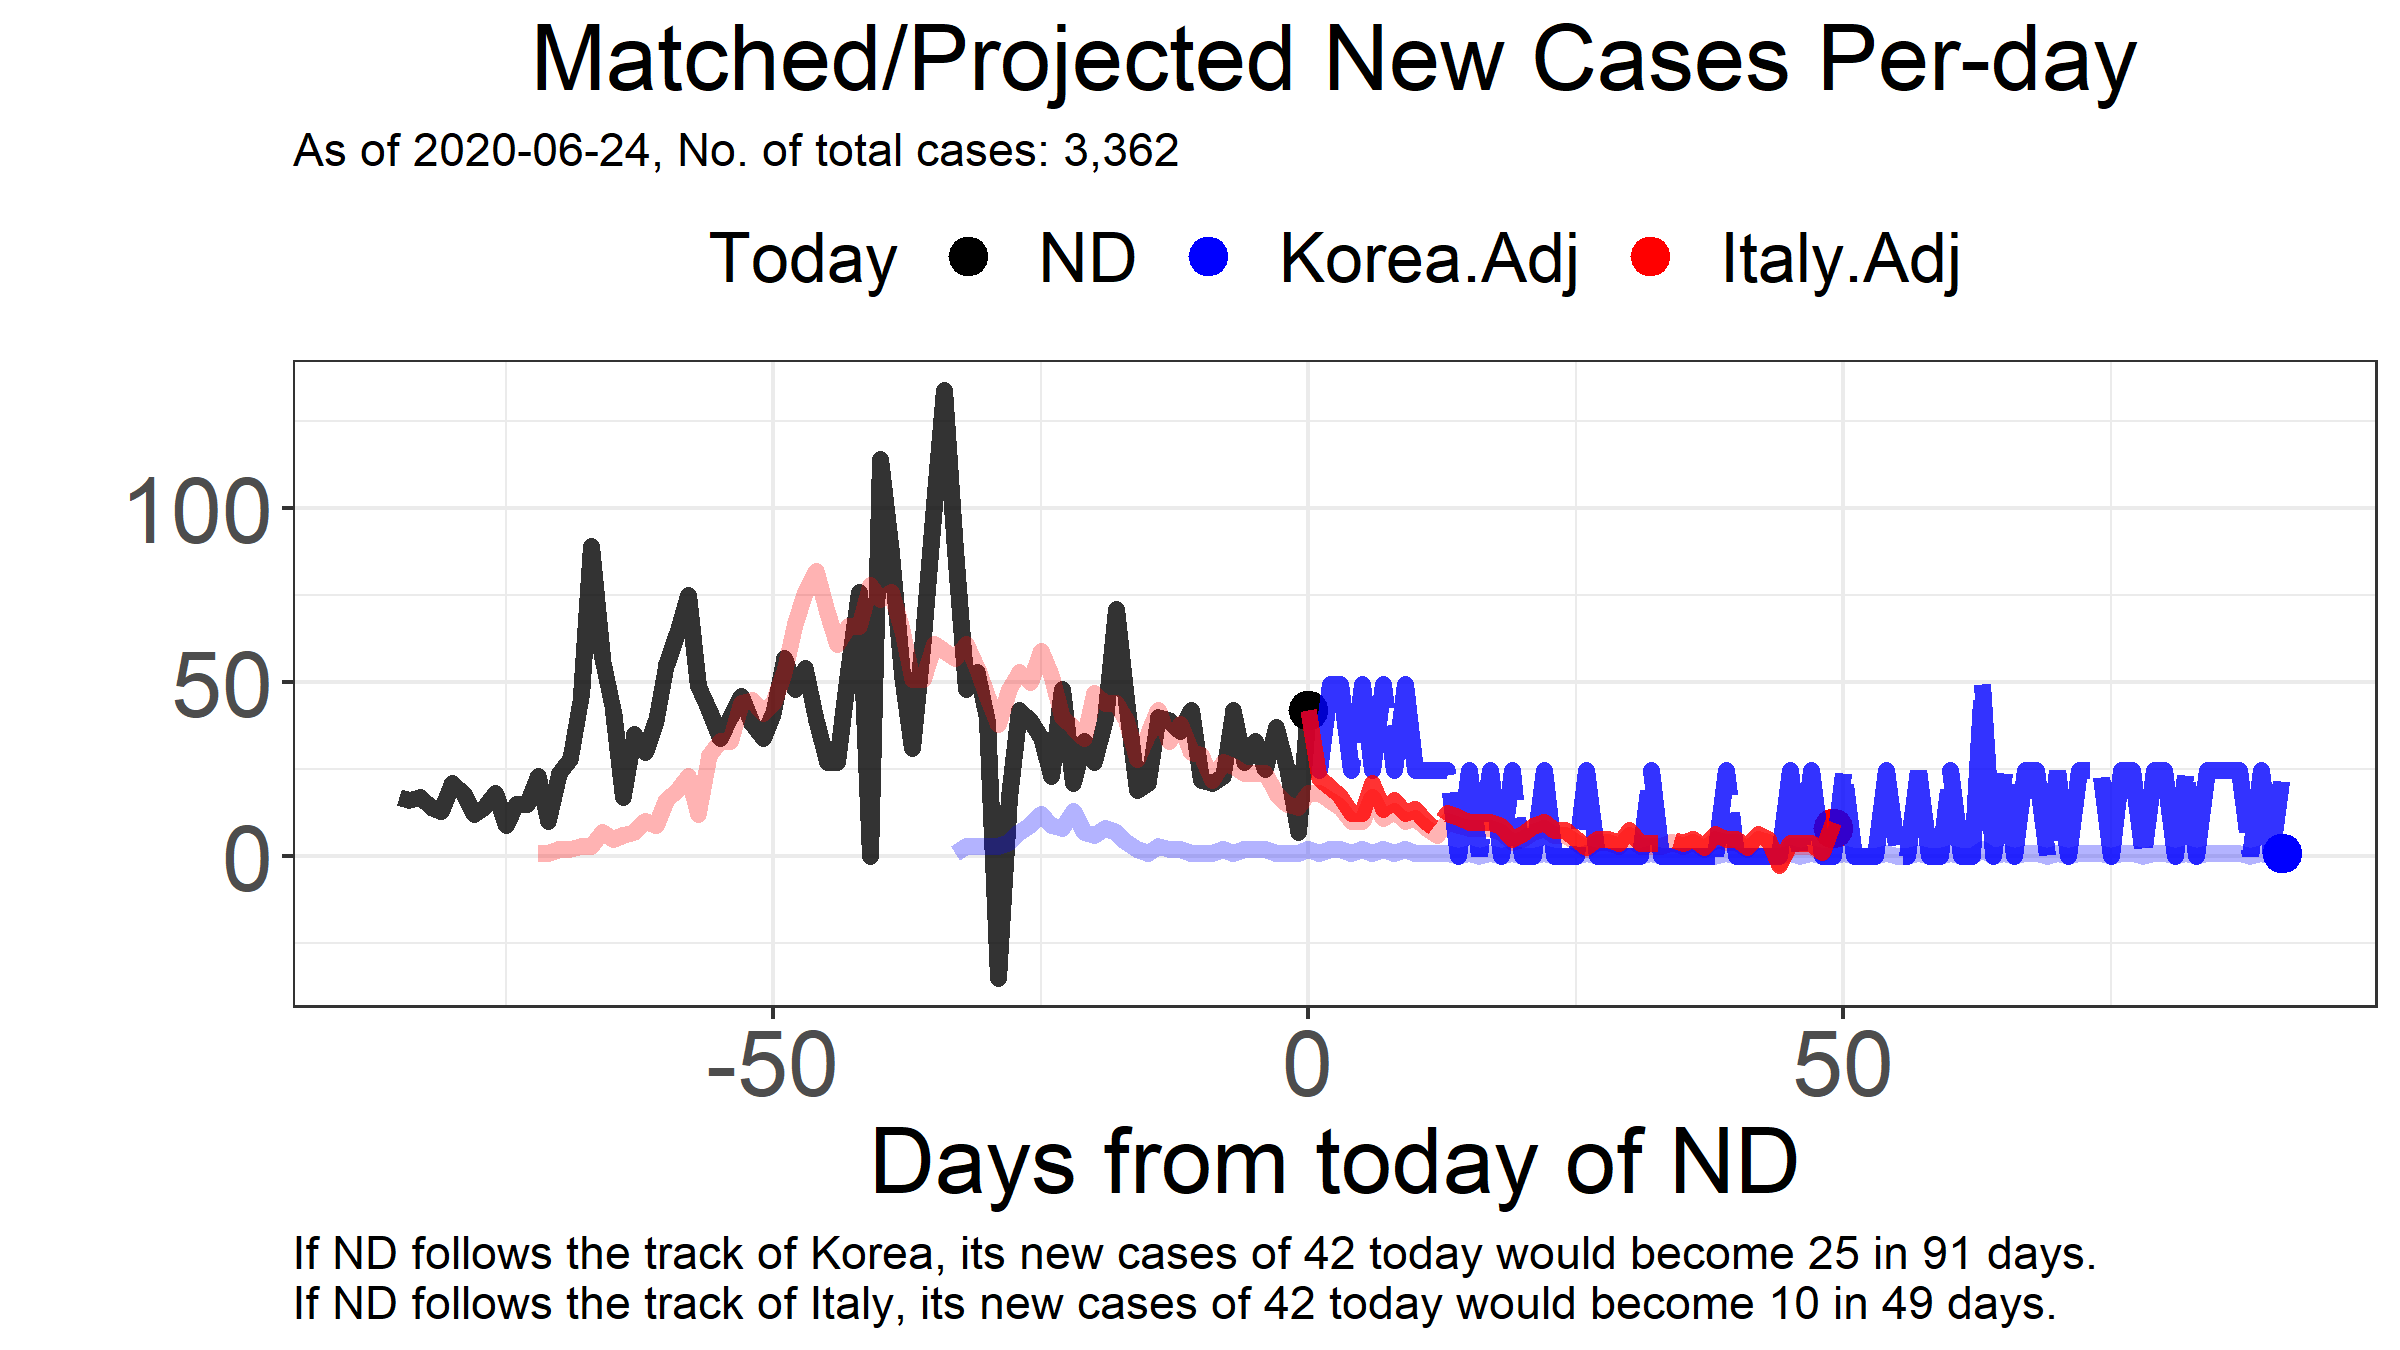 Matched/Projected New Cases Per-day
As of 2020-06-24, No. of total cases: 3,362
Today ND Korea.Adj Italy.Adj
100
50
0
-50 0 50
Days from today of ND
If ND follows the track of Korea, its new cases of 42 today would become 25 in 91 days.
If ND follows the track of Italy, its new cases of 42 today would become 10 in 49 days.